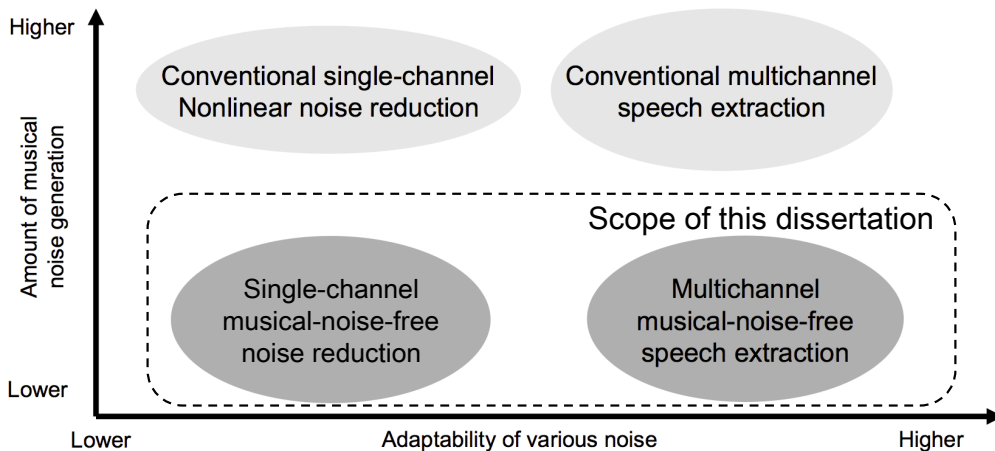 Higher
Conventional single-channel
Nonlinear noise reduction
Conventional multichannel
speech extraction
Amount of musical
noise generation
Scope of this dissertation
Single-channel
musical-noise-free
noise reduction
Multichannel
musical-noise-free
speech extraction
Lower
Lower
Adaptability of various noise
Higher